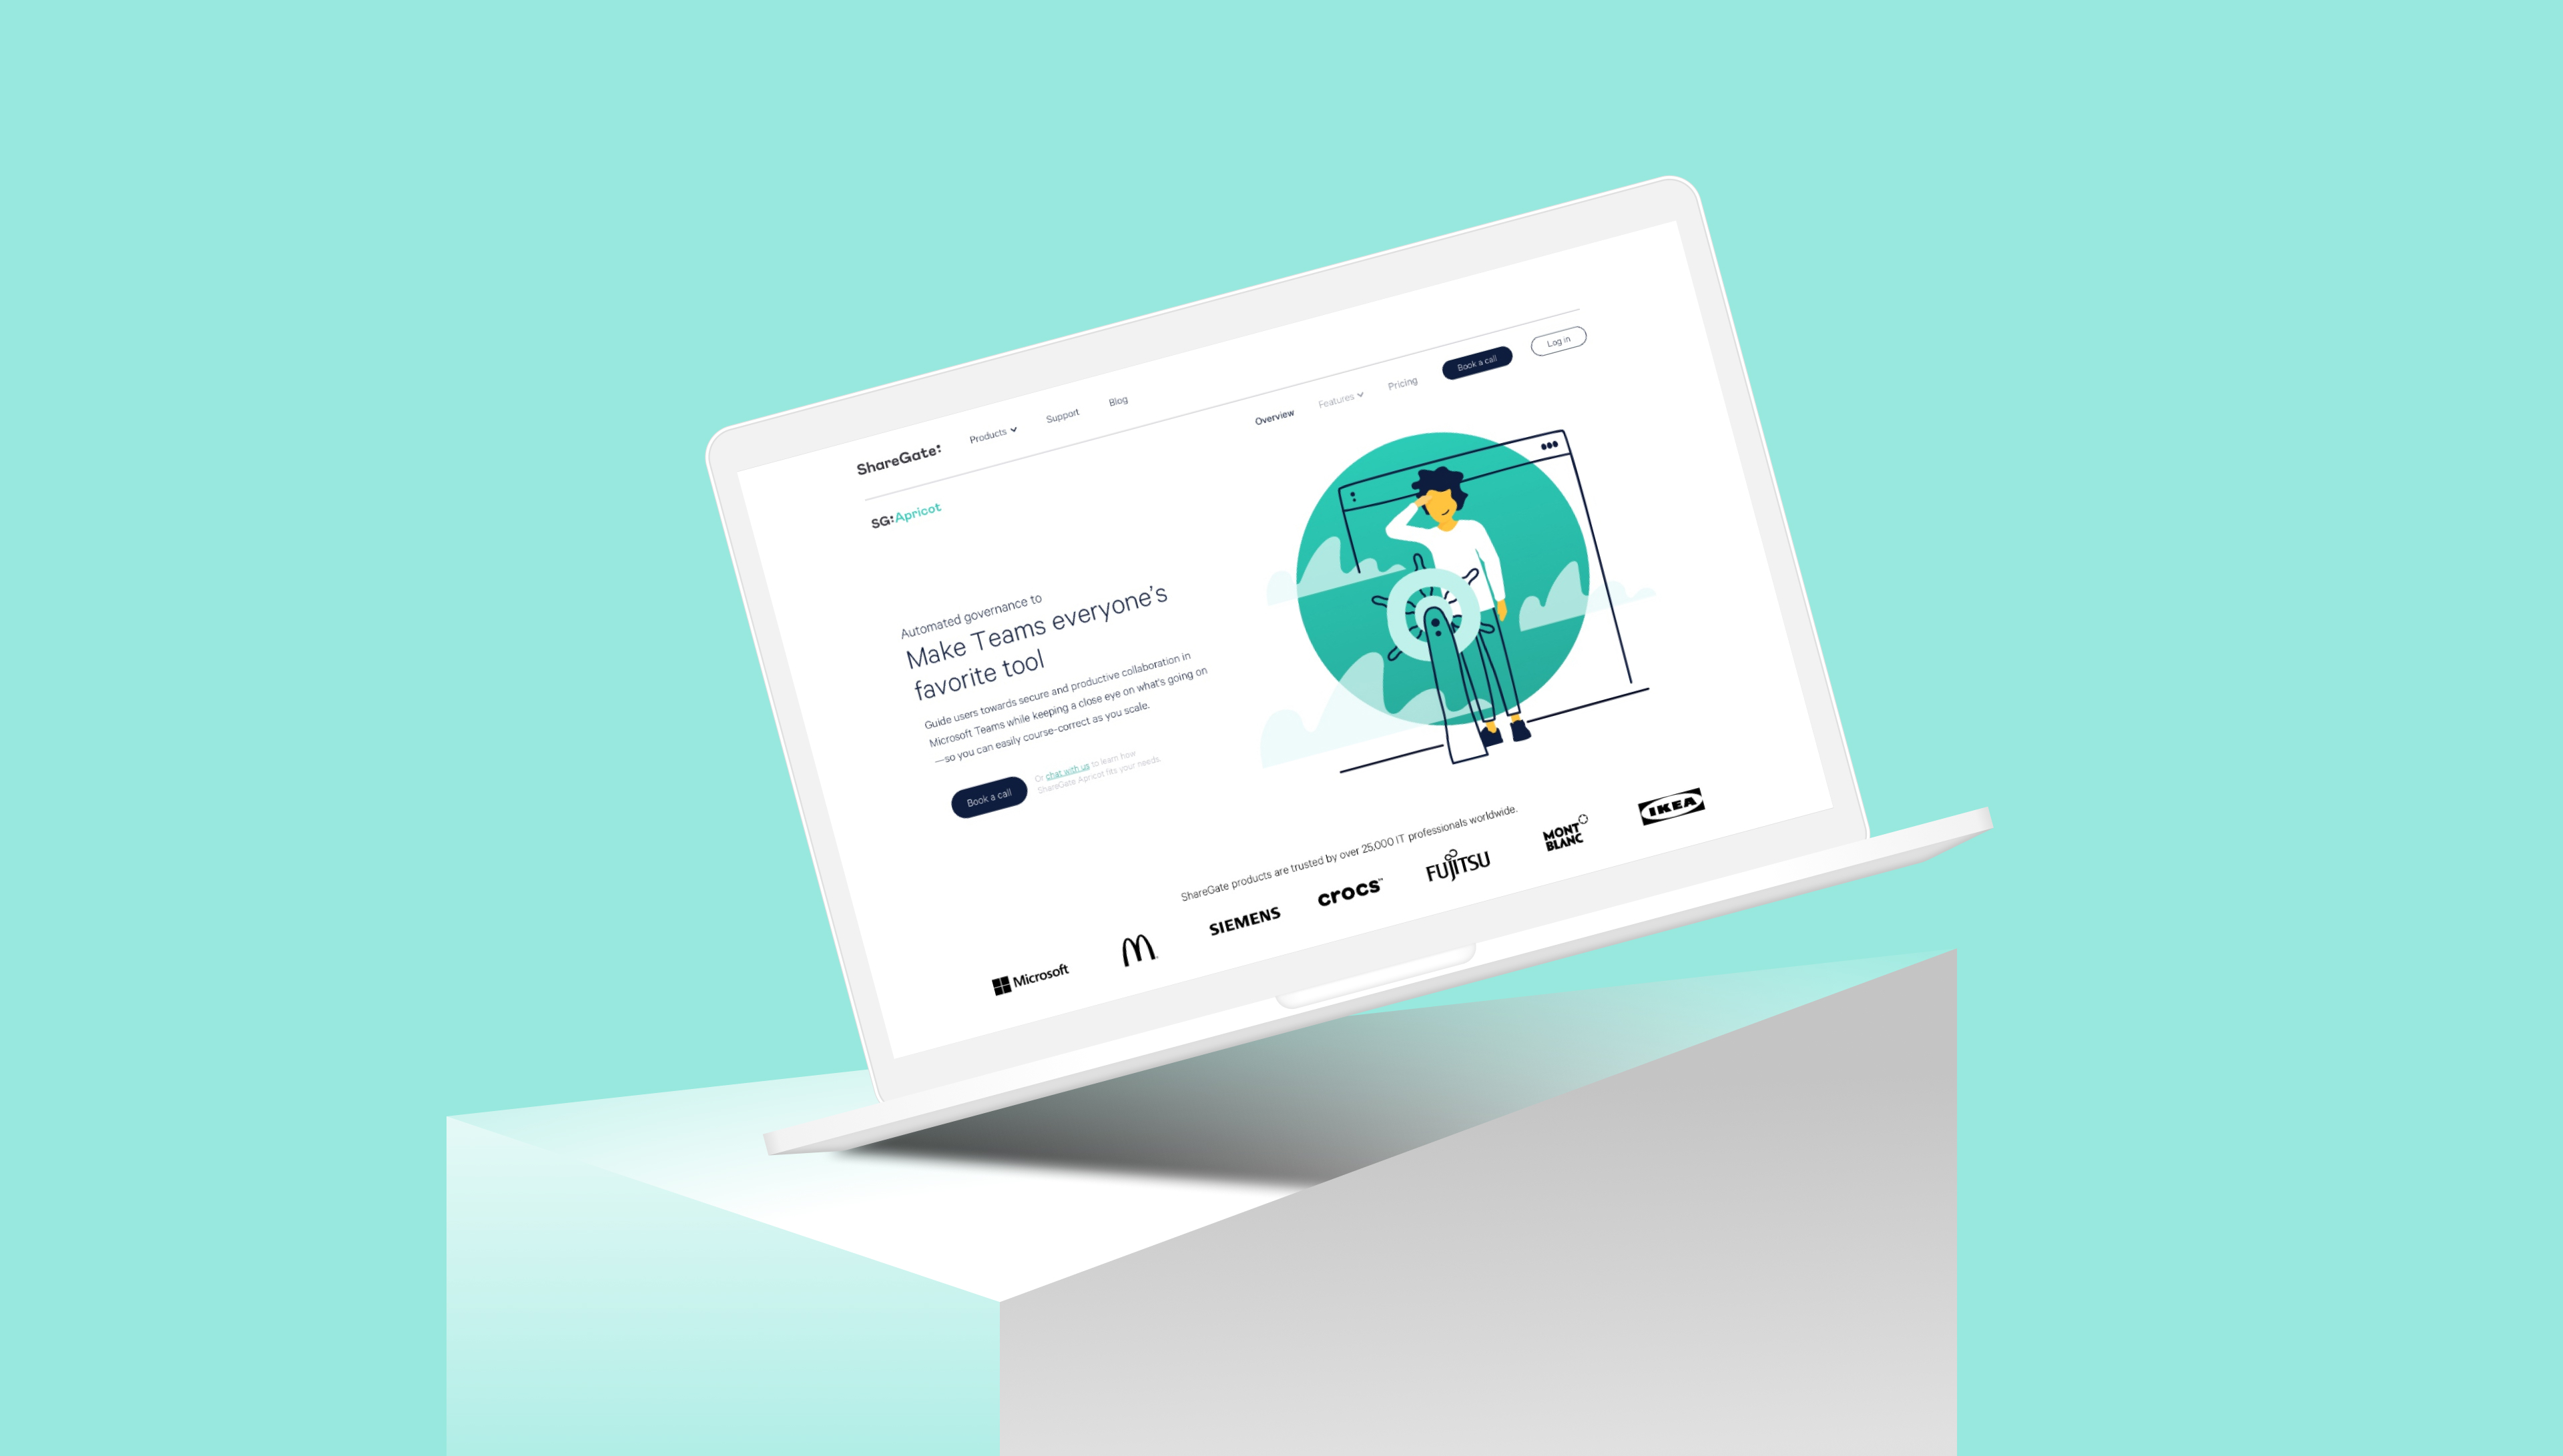 ShareGate: Products Support Blog
SG:Apricot
Overview Features Pricing Book a call Log in
Automated governance to
Make Teams everyone's
favorite tool
Guide users towards secure and productive collaboration in
Microsoft Teams while keeping a close eye on what's going on
—so you can easily course-correct as you scale.
Book a call
Or chat with us to learn how
ShareGate Apricot fits your needs.
ShareGate products are trusted by over 25,000 IT professionals worldwide.
Microsoft SIEMENS crocs™ FUJITSU MONT BLANC IKEA